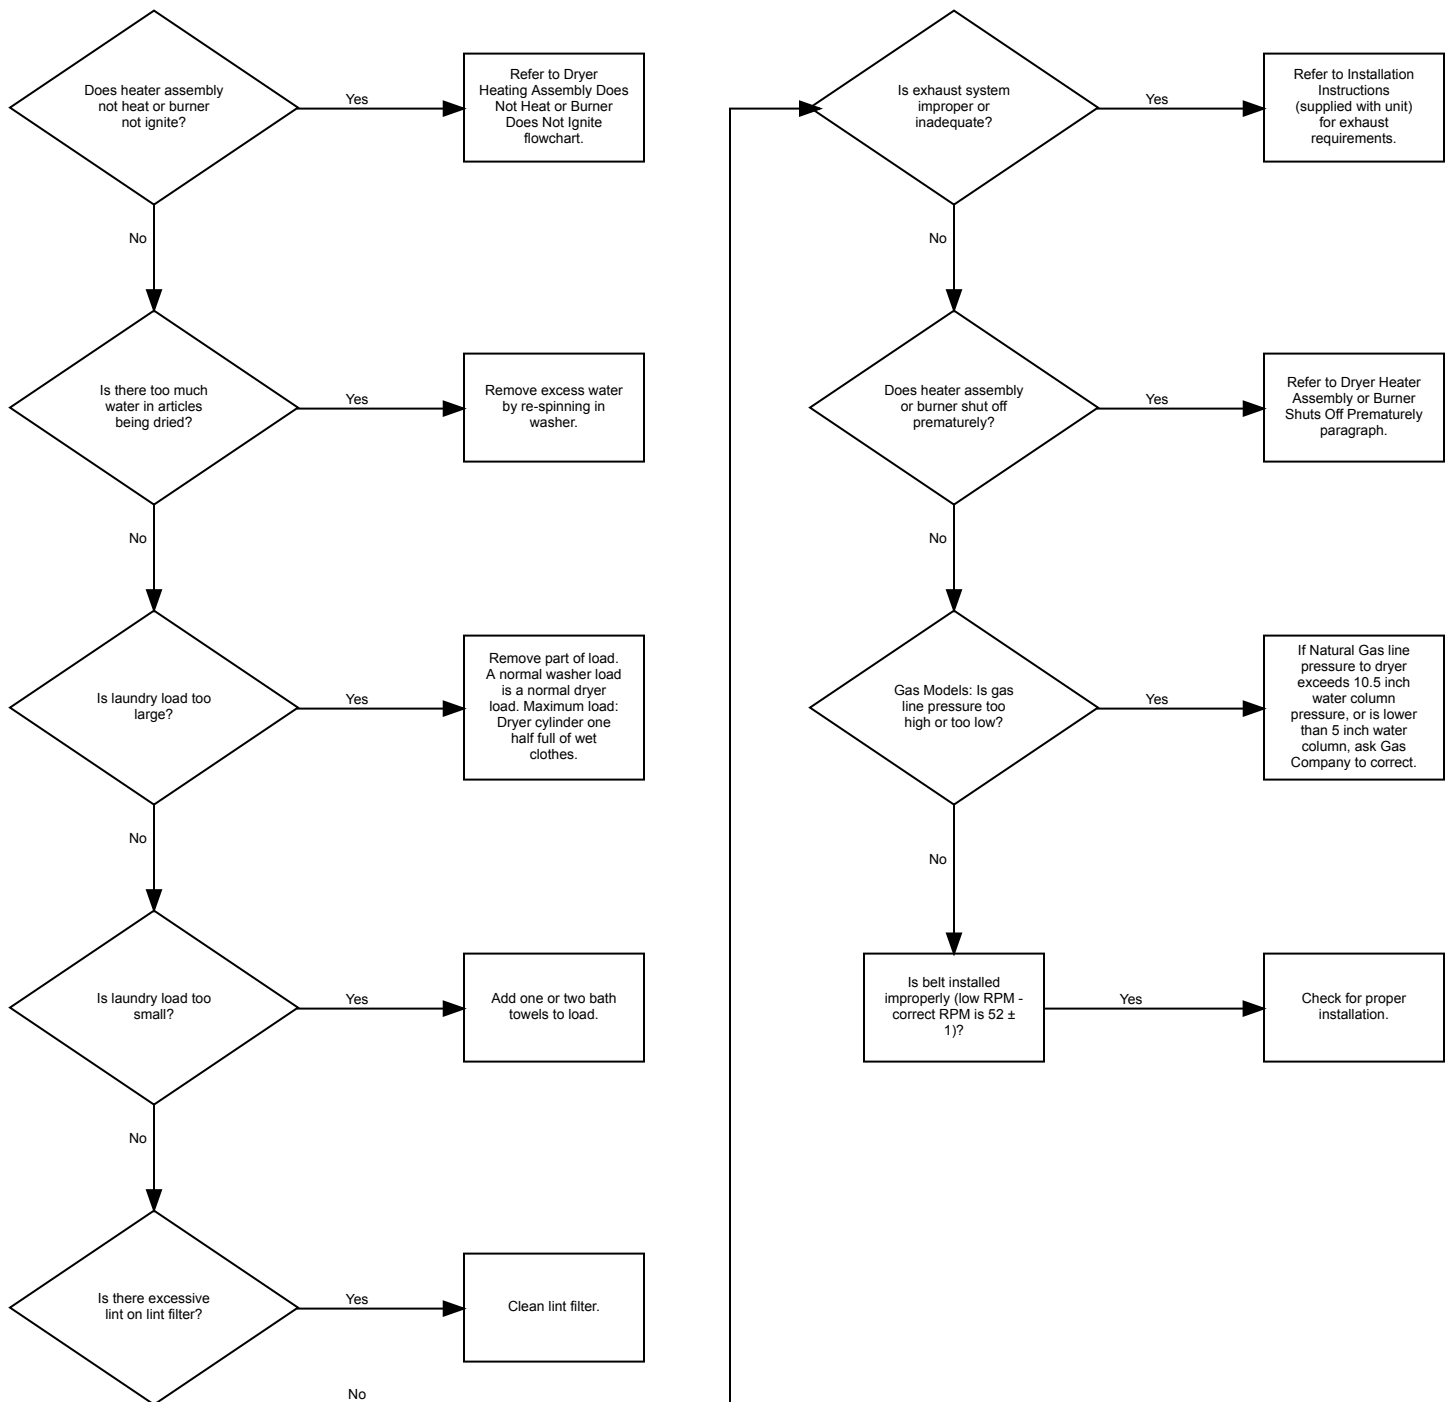 Does heater assembly
not heat or burner
not ignite?
Yes
Refer to Dryer
Heating Assembly Does
Not Heat or Burner
Does Not Ignite
flowchart.
No
Is there too much
water in articles
being dried?
Yes
Remove excess water
by re-spinning in
washer.
No
Is laundry load too
large?
Yes
Remove part of load.
A normal washer load
is a normal dryer
load. Maximum load:
Dryer cylinder one
half full of wet
clothes.
No
Is laundry load too
small?
Yes
Add one or two bath
towels to load.
No
Is there excessive
lint on lint filter?
Yes
Clean lint filter.
No
Is exhaust system
improper or
inadequate?
Yes
Refer to Installation
Instructions
(supplied with unit)
for exhaust
requirements.
No
Does heater assembly
or burner shut off
prematurely?
Yes
Refer to Dryer Heater
Assembly or Burner
Shuts Off Prematurely
paragraph.
No
Gas Models: Is gas
line pressure too
high or too low?
Yes
If Natural Gas line
pressure to dryer
exceeds 10.5 inch
water column
pressure, or is lower
than 5 inch water
column, ask Gas
Company to correct.
No
Is belt installed
improperly (low RPM -
correct RPM is 52 ±
1)?
Yes
Check for proper
installation.